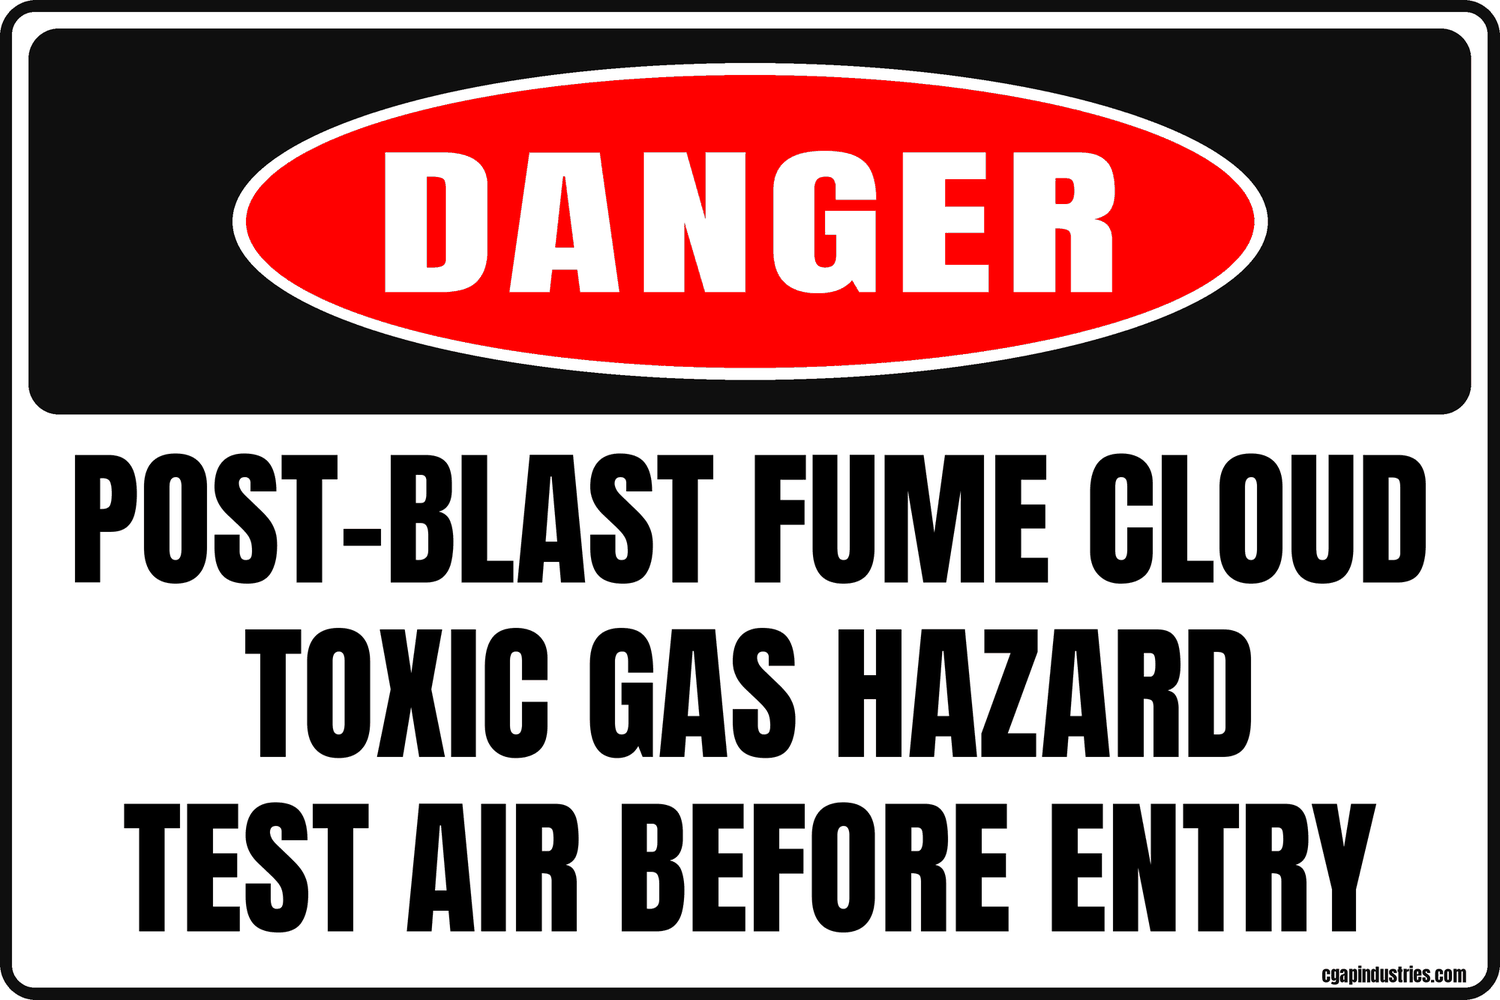 DANGER
POST-BLAST FUME CLOUD
TOXIC GAS HAZARD
TEST AIR BEFORE ENTRY
cgapindustries.com